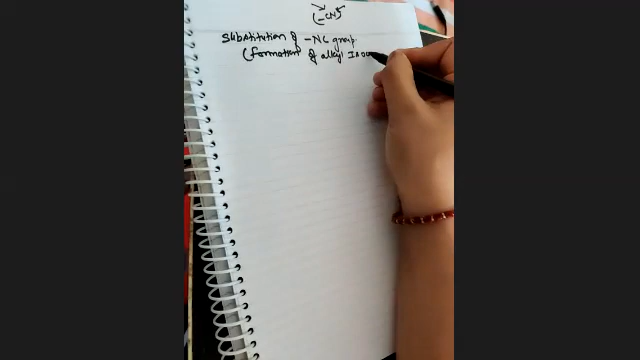 (-CN)
Substitution of -NC group
(formation of alkyl